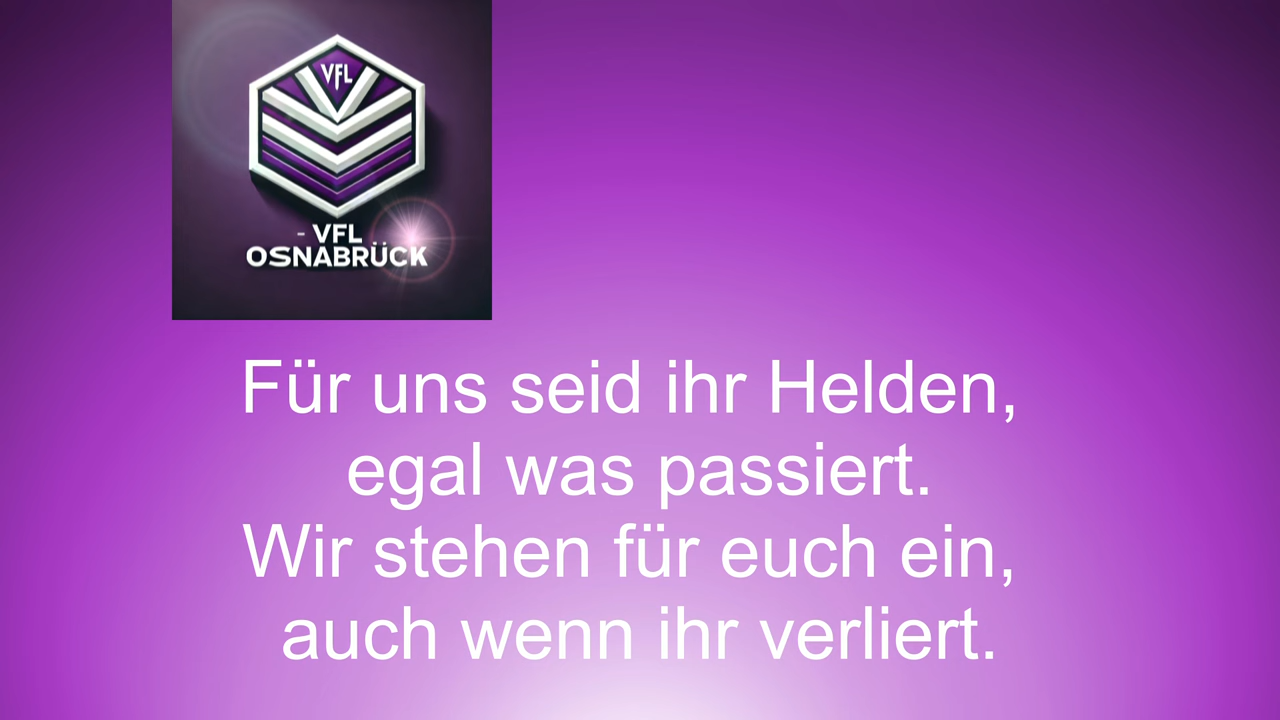 VFL
- VFL
OSNABRÜCK
Für uns seid ihr Helden,
egal was passiert.
Wir stehen für euch ein,
auch wenn ihr verliert.